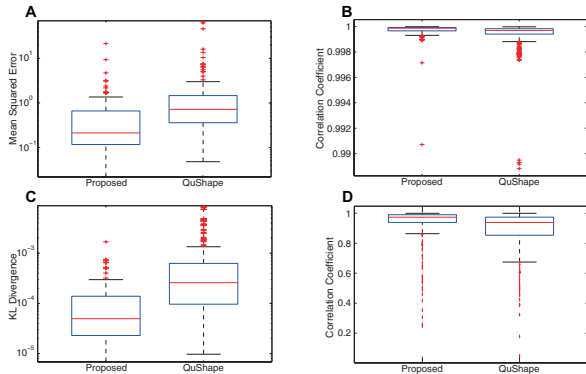 A
B
Mean Squared Error
10^1
10^0
10^-1
Proposed
QuShape
Correlation Coefficient
1
0.998
0.996
0.994
0.992
0.99
Proposed
QuShape
C
D
KL Divergence
10^-3
10^-4
10^-5
Proposed
QuShape
Correlation Coefficient
1
0.8
0.6
0.4
0.2
Proposed
QuShape